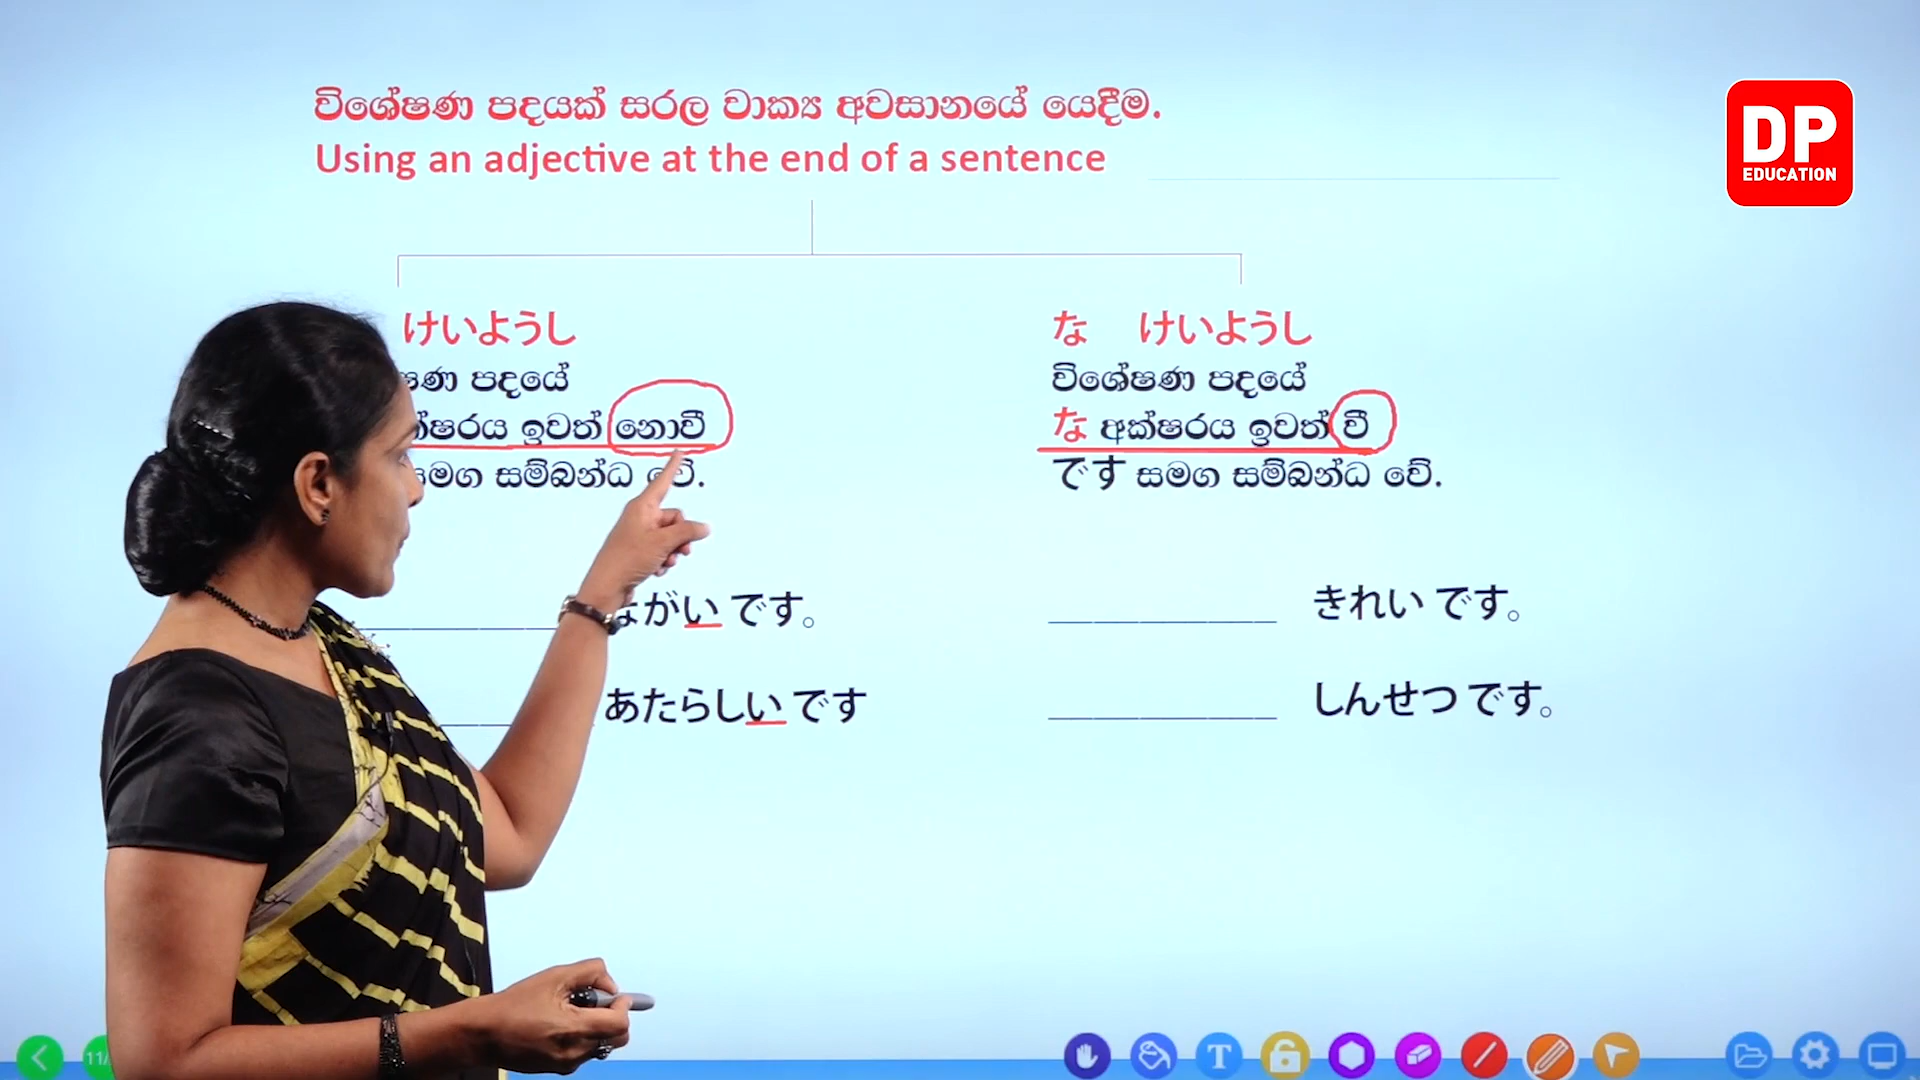 විශේෂණ පදයක් සරල වාක්‍ය අවසානයේ යෙදීම.
Using an adjective at the end of a sentence
DP
EDUCATION
けいようし
පදයේ
ඉවත් නොවී
සමග සම්බන්ධ වේ.
ながい です。
あたらしい です
な けいようし
විශේෂණ පදයේ
な අක්ෂරය ඉවත් වී
です සමග සම්බන්ධ වේ.
きれい です。
しんせつ です。
11/
T